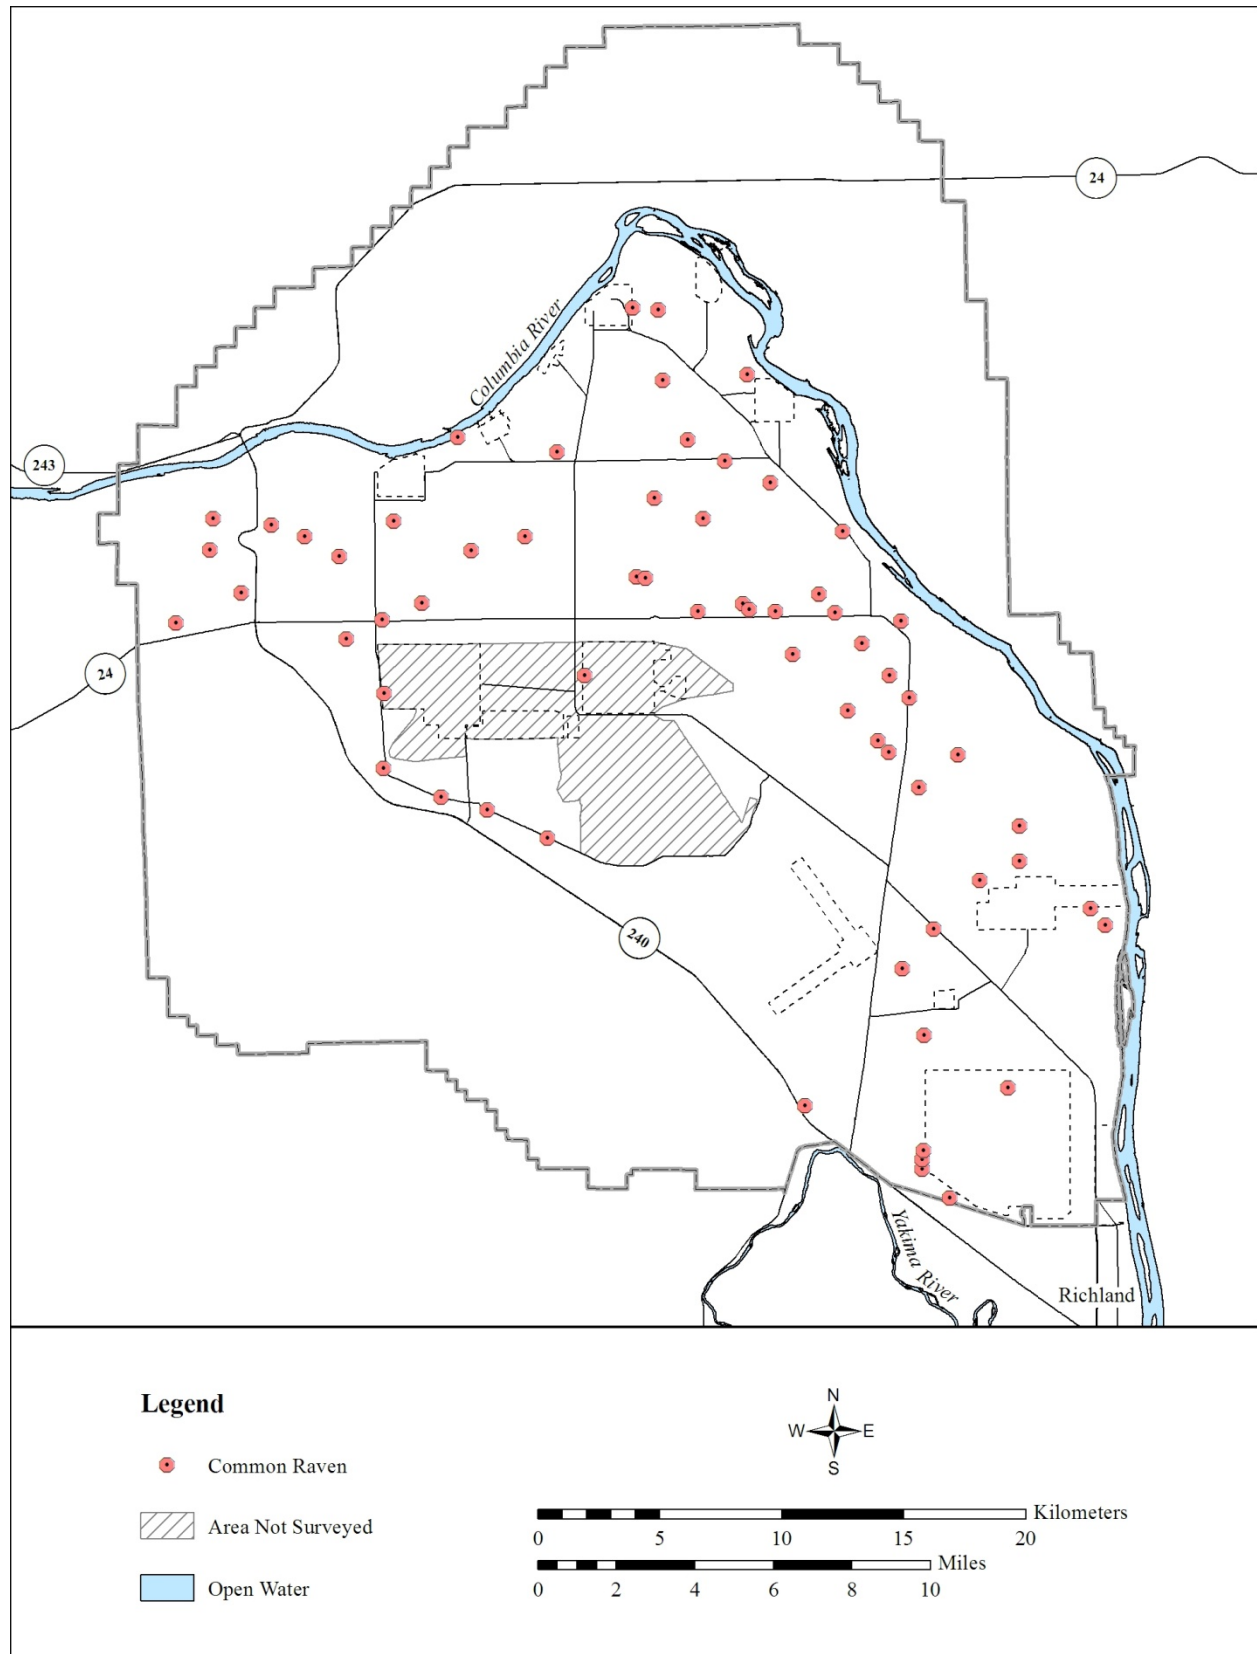 24
Columbia River
243
24
240
Yakima River
Richland
Legend
N
W E
S
Common Raven
Area Not Surveyed
Open Water
Kilometers
0 5 10 15 20
Miles
0 2 4 6 8 10